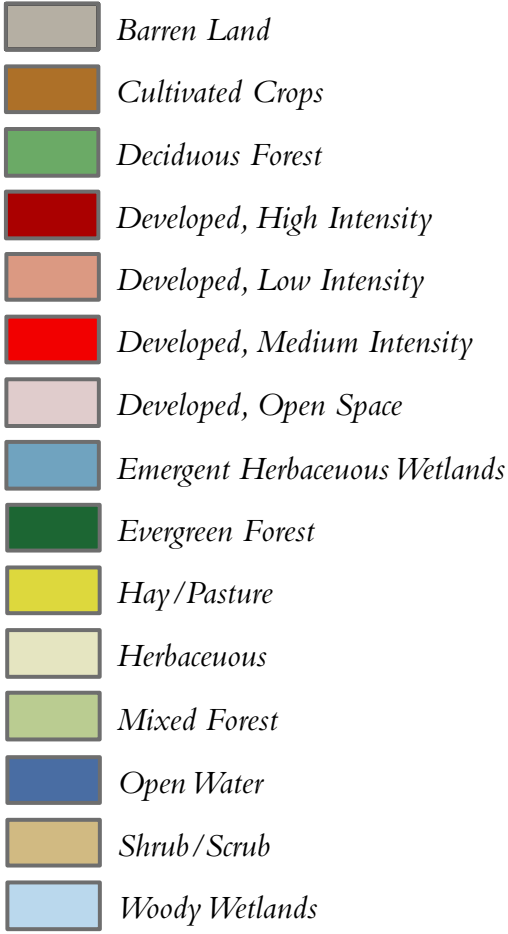 Barren Land
Cultivated Crops
Deciduous Forest
Developed, High Intensity
Developed, Low Intensity
Developed, Medium Intensity
Developed, Open Space
Emergent Herbaceuous Wetlands
Evergreen Forest
Hay/Pasture
Herbaceuous
Mixed Forest
Open Water
Shrub/Scrub
Woody Wetlands